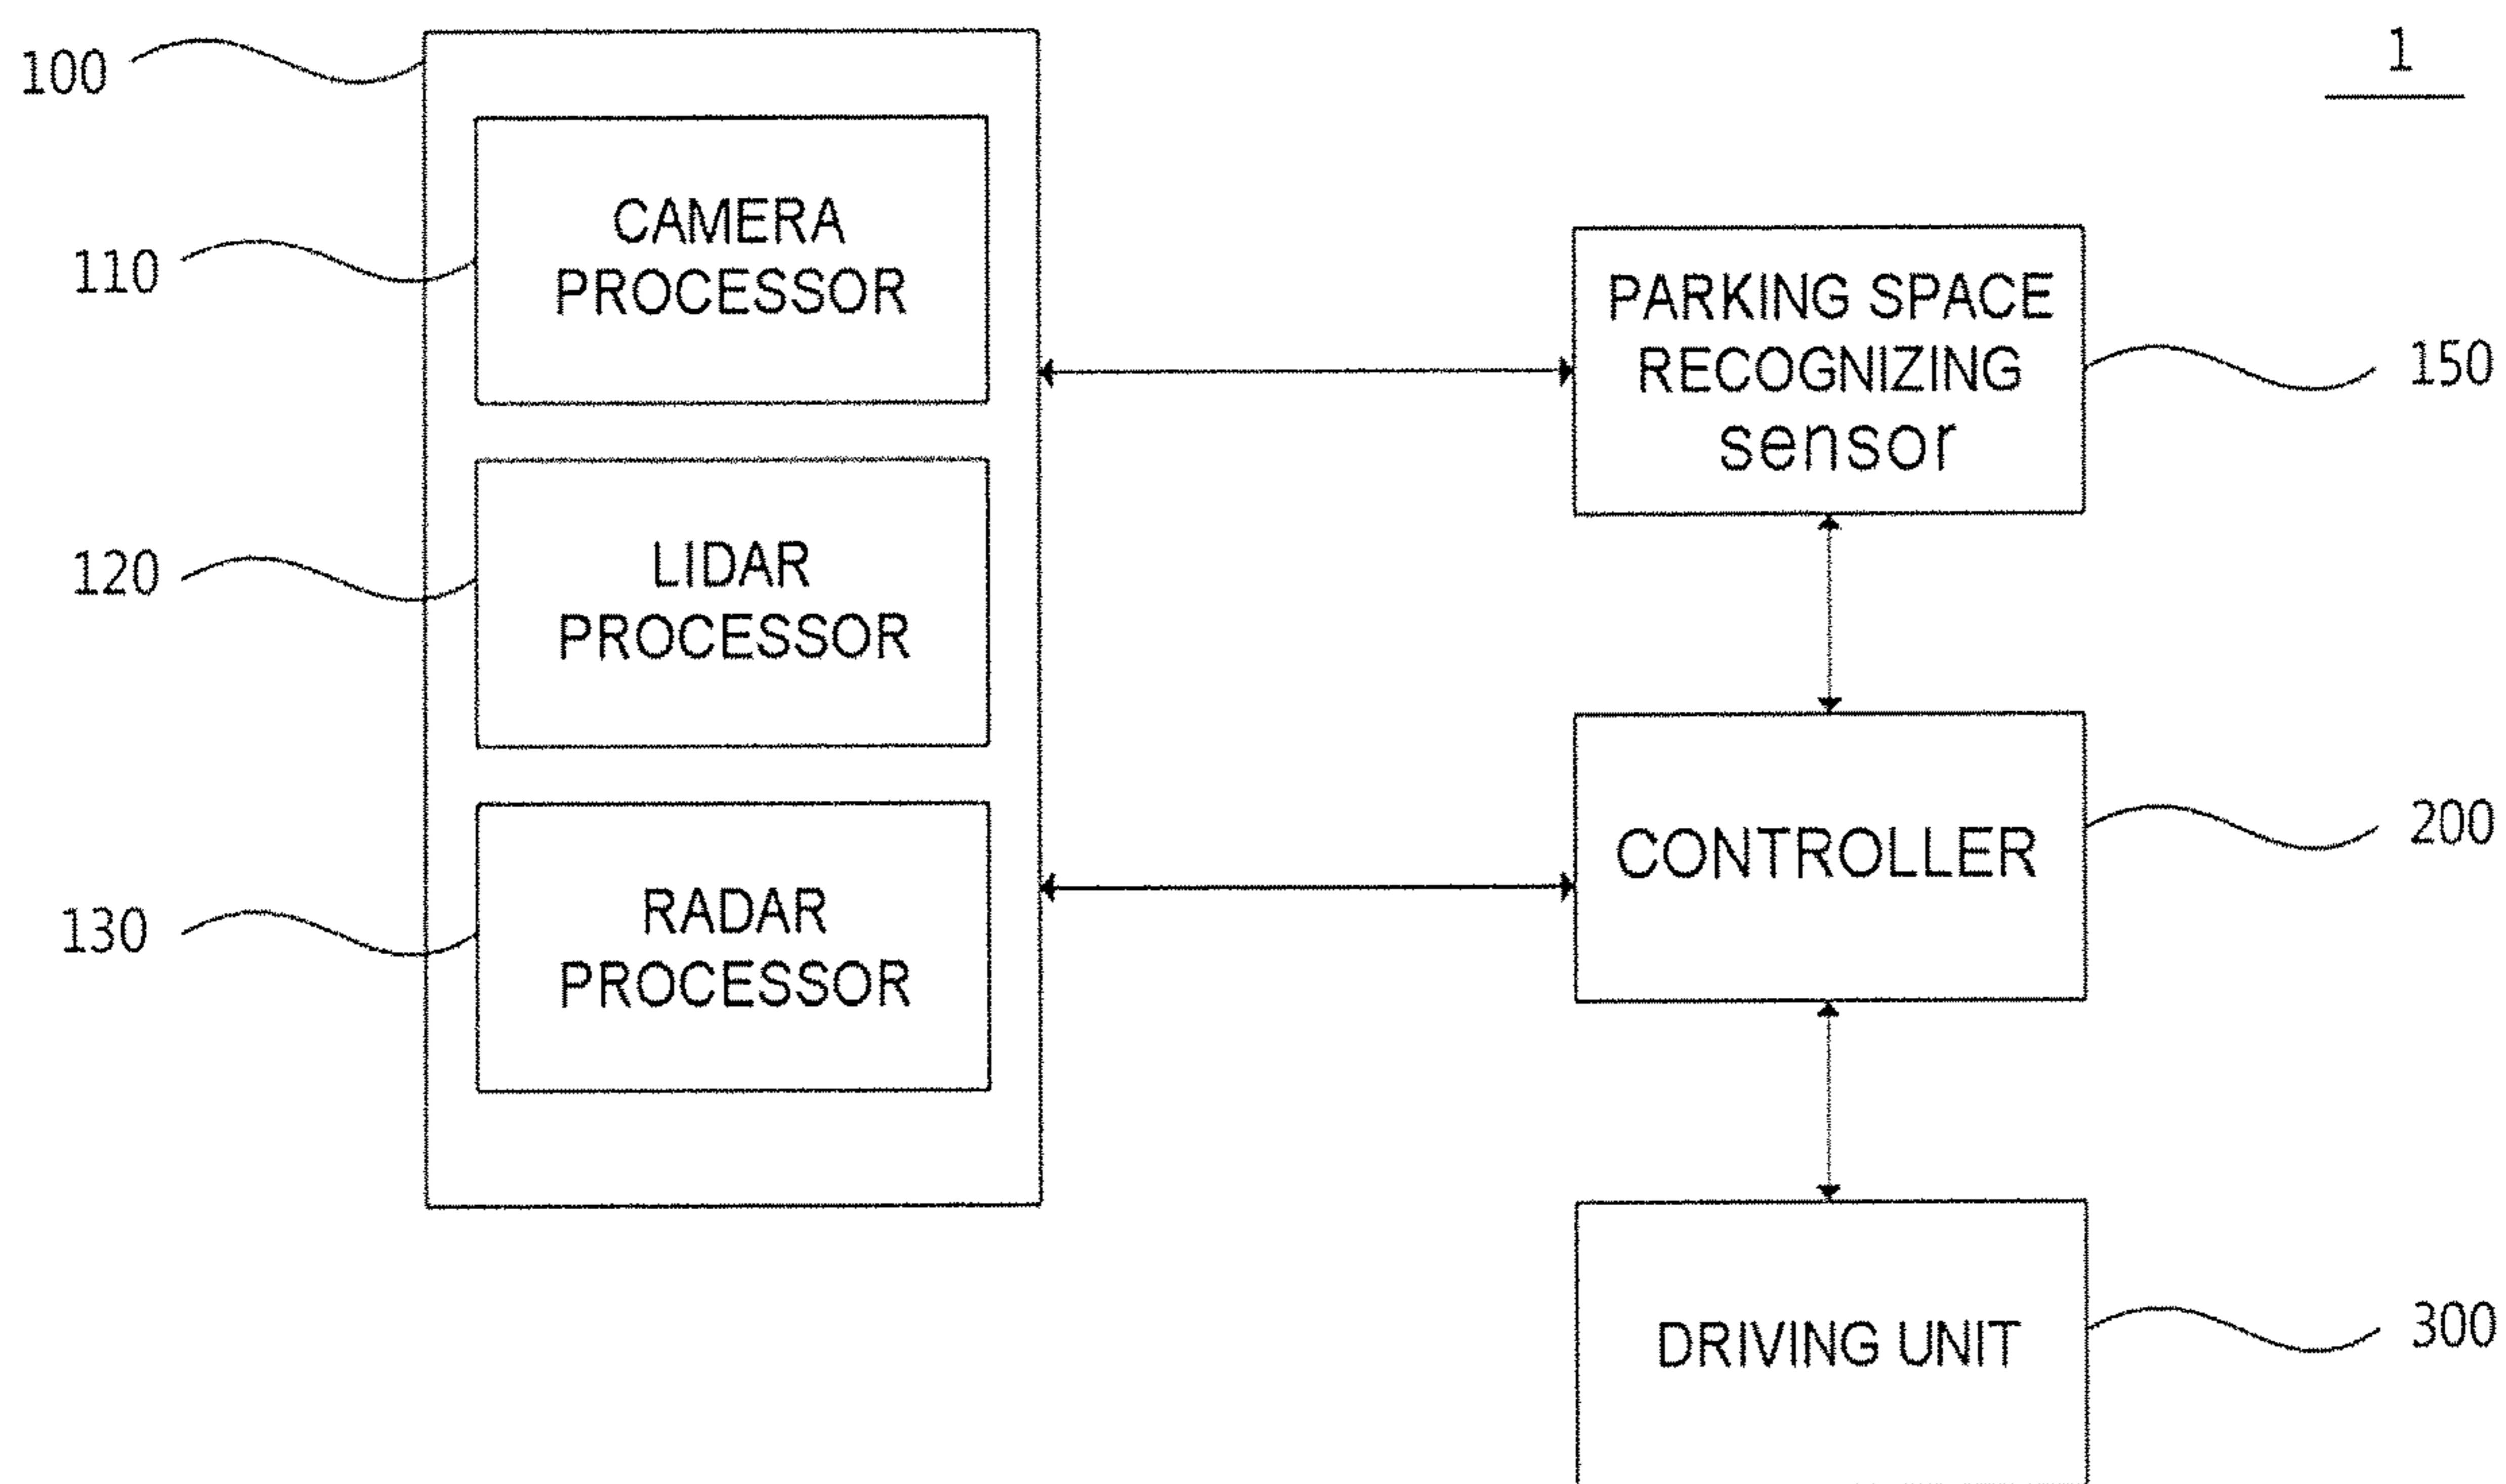 1
100
110
CAMERA
PROCESSOR
120
LIDAR
PROCESSOR
130
RADAR
PROCESSOR
PARKING SPACE
RECOGNIZING
sensor
150
CONTROLLER
200
DRIVING UNIT
300